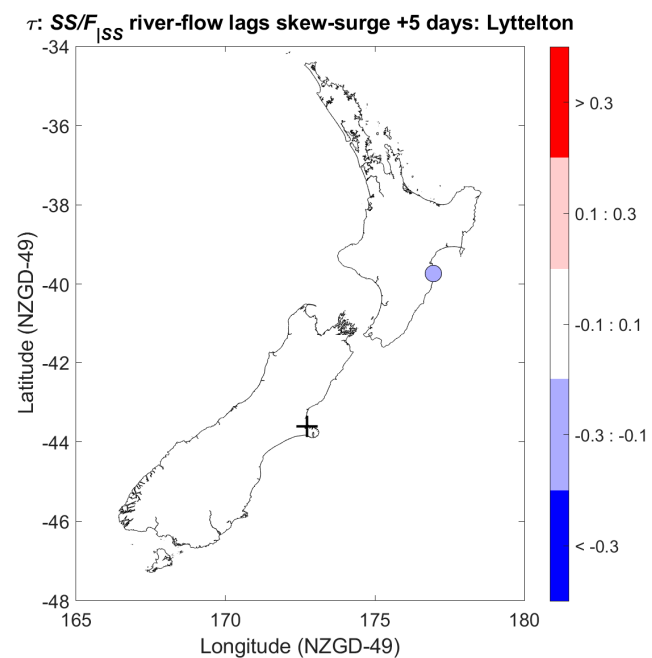 τ: SS/F|SS river-flow lags skew-surge +5 days: Lyttelton
-34
-36
-38
-40
-42
-44
-46
-48
165
170
175
180
Latitude (NZGD-49)
Longitude (NZGD-49)
> 0.3
0.1 : 0.3
-0.1 : 0.1
-0.3 : -0.1
< -0.3